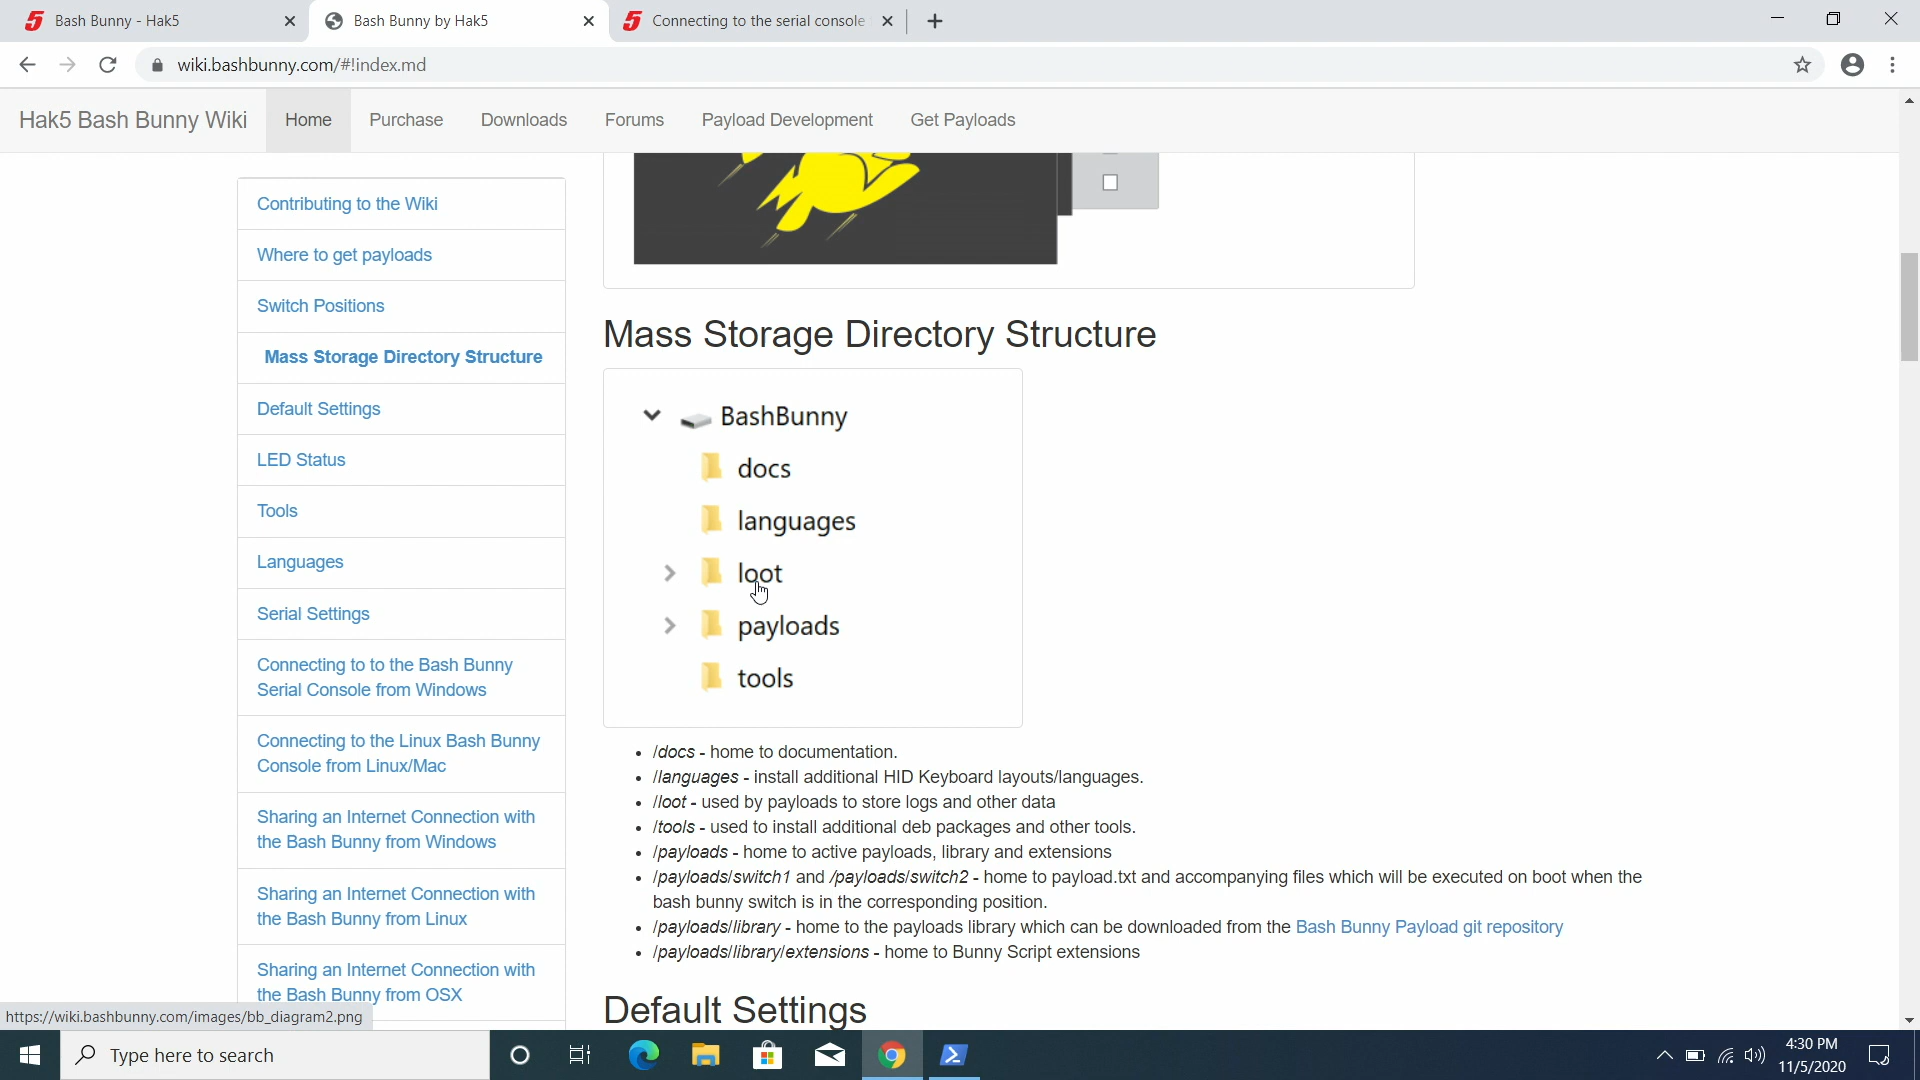 Bash Bunny - Hak5
Bash Bunny by Hak5
Connecting to the serial console
wiki.bashbunny.com/#!index.md
Hak5 Bash Bunny Wiki
Home
Purchase
Downloads
Forums
Payload Development
Get Payloads
Contributing to the Wiki
Where to get payloads
Switch Positions
Mass Storage Directory Structure
Default Settings
LED Status
Tools
Languages
Serial Settings
Connecting to to the Bash Bunny
Serial Console from Windows
Connecting to the Linux Bash Bunny
Console from Linux/Mac
Sharing an Internet Connection with
the Bash Bunny from Windows
Sharing an Internet Connection with
the Bash Bunny from Linux
Sharing an Internet Connection with
the Bash Bunny from OSX
Mass Storage Directory Structure
BashBunny
docs
languages
loot
payloads
tools
• /docs - home to documentation.
• /languages - install additional HID Keyboard layouts/languages.
• /loot - used by payloads to store logs and other data
• /tools - used to install additional deb packages and other tools.
• /payloads - home to active payloads, library and extensions
• /payloads/switch1 and /payloads/switch2 - home to payload.txt and accompanying files which will be executed on boot when the
bash bunny switch is in the corresponding position.
• /payloads/library - home to the payloads library which can be downloaded from the Bash Bunny Payload git repository
• /payloads/library/extensions - home to Bunny Script extensions
Default Settings
https://wiki.bashbunny.com/images/bb_diagram2.png
Type here to search
4:30 PM
11/5/2020